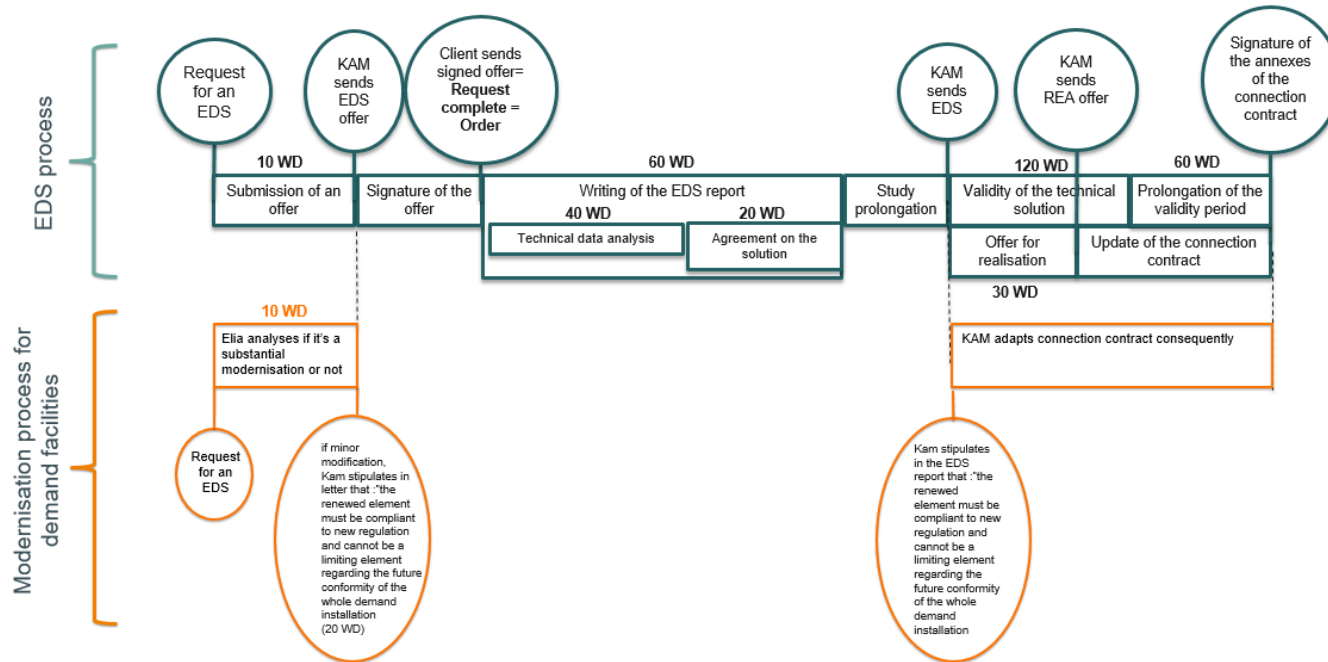 EDS process
Request
for an
EDS
KAM
sends
EDS
offer
Client sends
signed offer=
Request
complete =
Order
KAM
sends
EDS
KAM
sends
REA offer
Signature of
the annexes
of the
connection
contract
10 WD
60 WD
120 WD
60 WD
Submission of an
offer
Signature of the
offer
Writing of the EDS report
Study
prolongation
Validity of the technical
solution
Prolongation of the
validity period
40 WD
20 WD
Technical data analysis
Agreement on the
solution
Offer for
realisation
Update of the connection
contract
30 WD
Modernisation process for
demand facilities
10 WD
Elia analyses if it's a
substantial
modernisation or not
KAM adapts connection contract consequently
Request
for an
EDS
if minor
modification,
Kam stipulates in
letter that :"the
renewed element
must be compliant
to new regulation
and cannot be a
limiting element
regarding the future
conformity of the
whole demand
installation
(20 WD)
Kam stipulates
in the EDS
report that :"the
renewed
element must be
compliant to new
regulation and
cannot be a
limiting element
regarding the
future conformity
of the whole
demand
installation